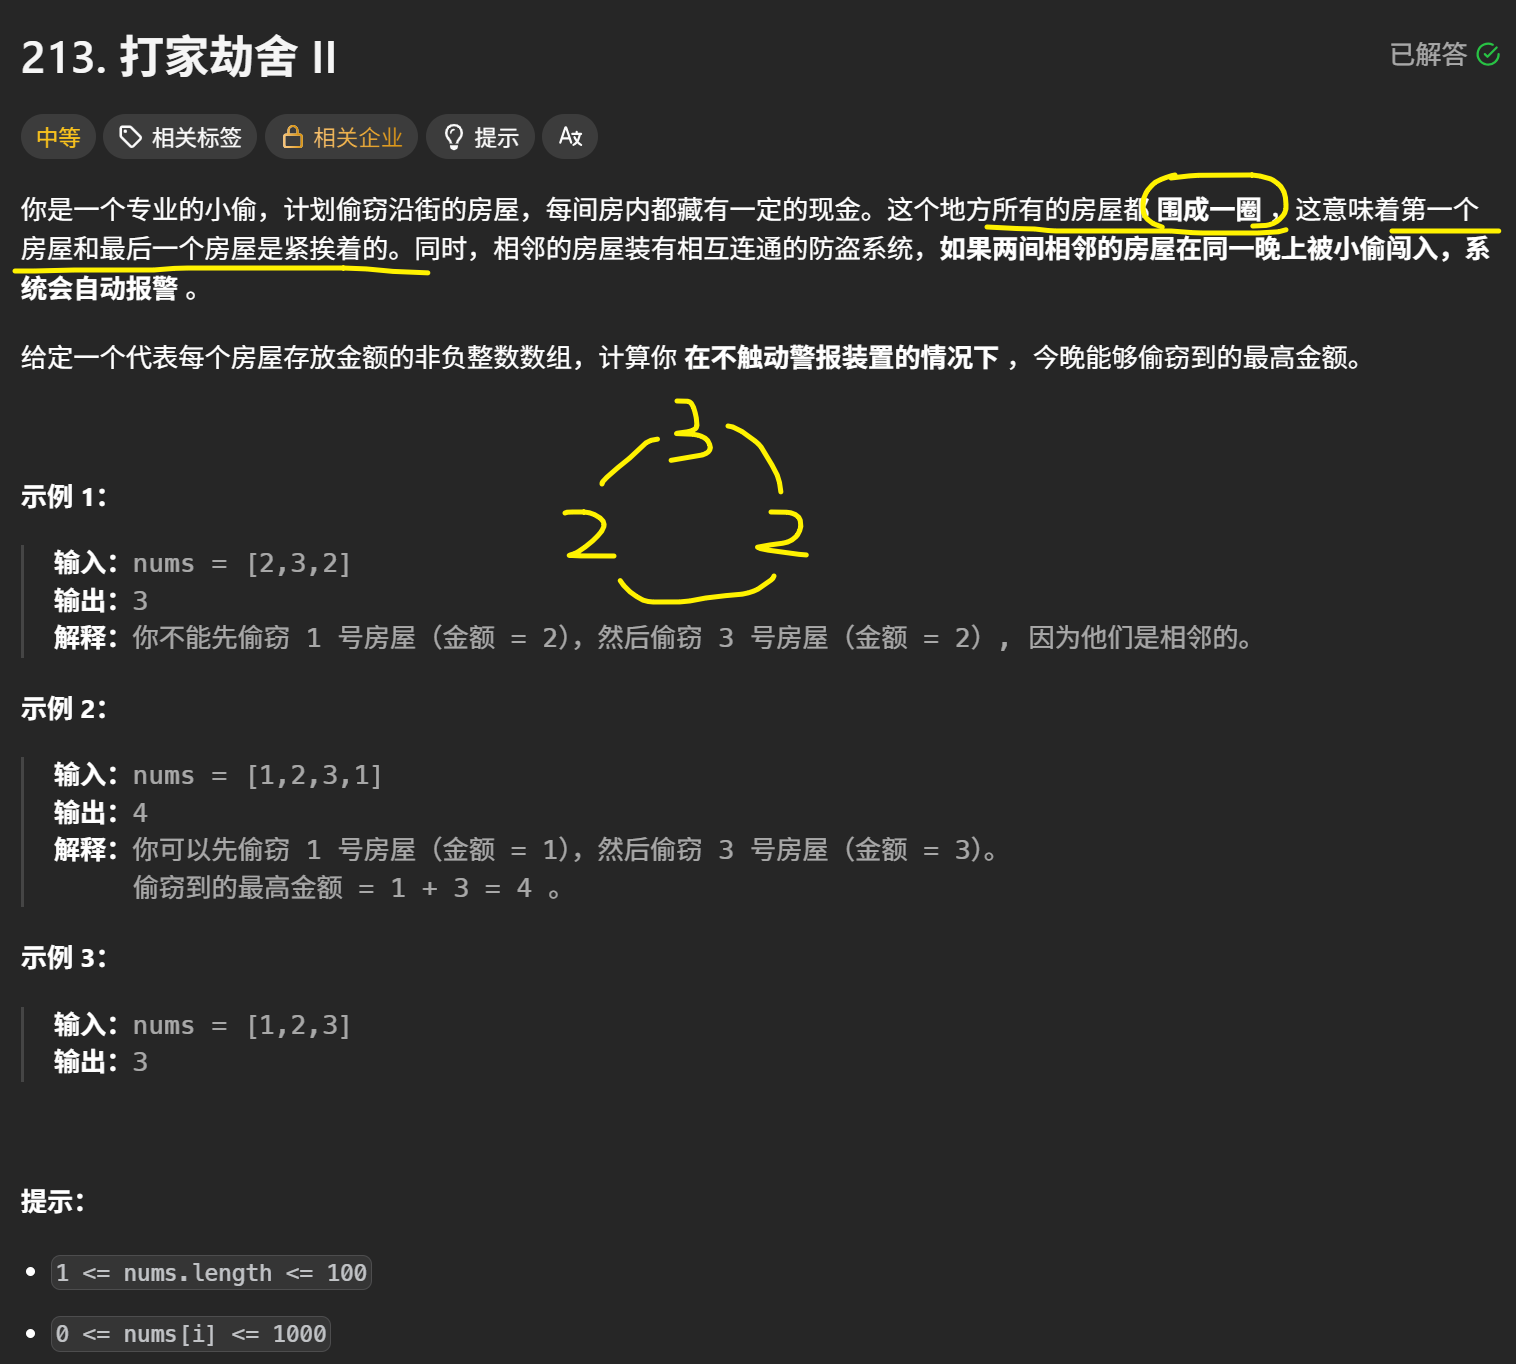 213. 打家劫舍 II
已解答
中等 相关标签 相关企业 提示 A文
你是一个专业的小偷，计划偷窃沿街的房屋，每间房内都藏有一定的现金。这个地方所有的房屋都 围成一圈 ，这意味着第一个
房屋和最后一个房屋是紧挨着的。同时，相邻的房屋装有相互连通的防盗系统，如果两间相邻的房屋在同一晚上被小偷闯入，系
统会自动报警 。
给定一个代表每个房屋存放金额的非负整数数组，计算你 在不触动警报装置的情况下 ，今晚能够偷窃到的最高金额。
3
2 2
示例 1：
输入：nums = [2,3,2]
输出：3
解释：你不能先偷窃 1 号房屋（金额 = 2），然后偷窃 3 号房屋（金额 = 2）, 因为他们是相邻的。
示例 2：
输入：nums = [1,2,3,1]
输出：4
解释：你可以先偷窃 1 号房屋（金额 = 1），然后偷窃 3 号房屋（金额 = 3）。
偷窃到的最高金额 = 1 + 3 = 4 。
示例 3：
输入：nums = [1,2,3]
输出：3
提示：
1 <= nums.length <= 100
0 <= nums[i] <= 1000